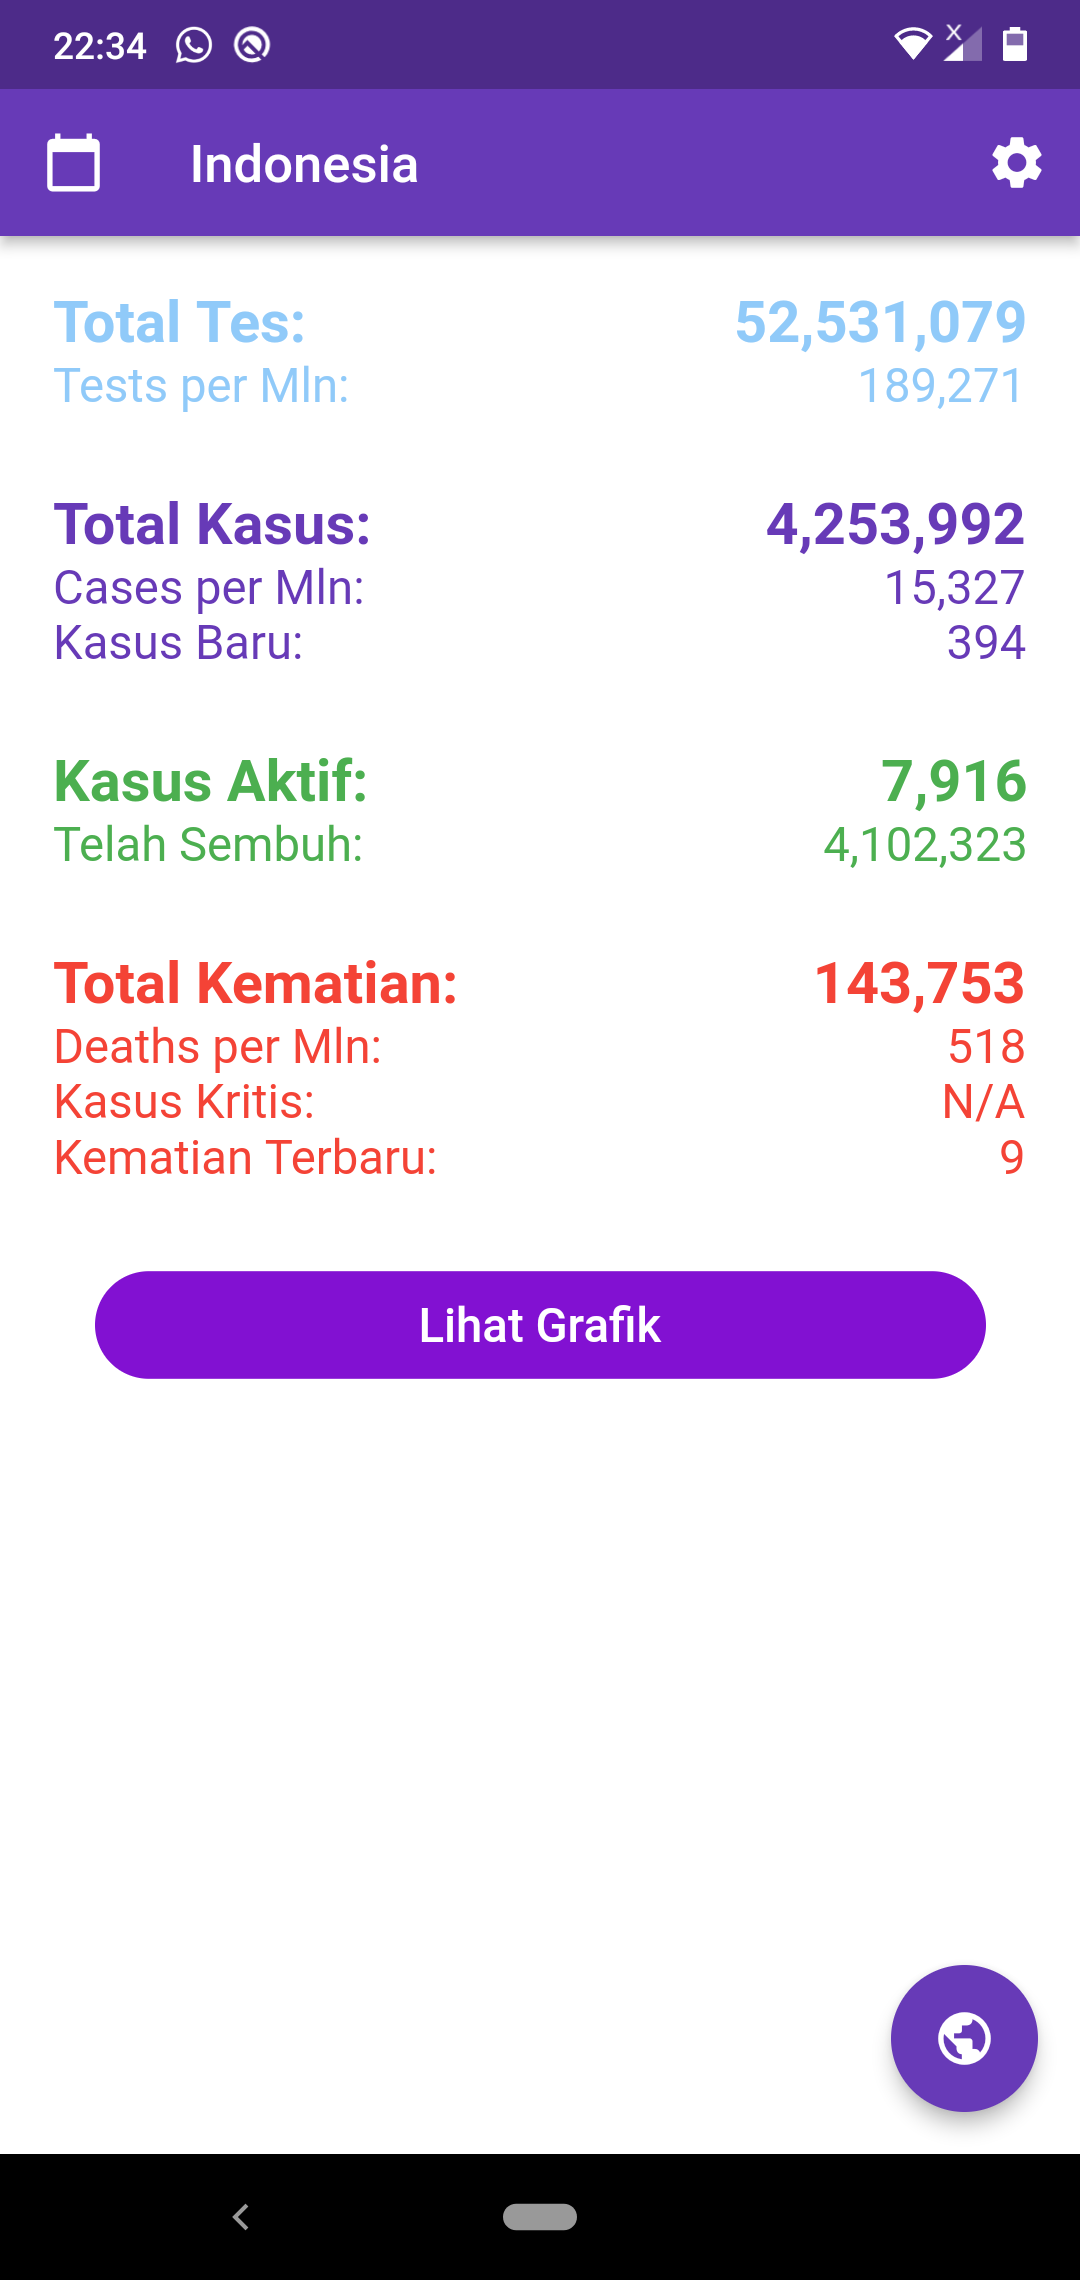 22:34
Indonesia
Total Tes: 52,531,079
Tests per Mln: 189,271
Total Kasus: 4,253,992
Cases per Mln: 15,327
Kasus Baru: 394
Kasus Aktif: 7,916
Telah Sembuh: 4,102,323
Total Kematian: 143,753
Deaths per Mln: 518
Kasus Kritis: N/A
Kematian Terbaru: 9
Lihat Grafik